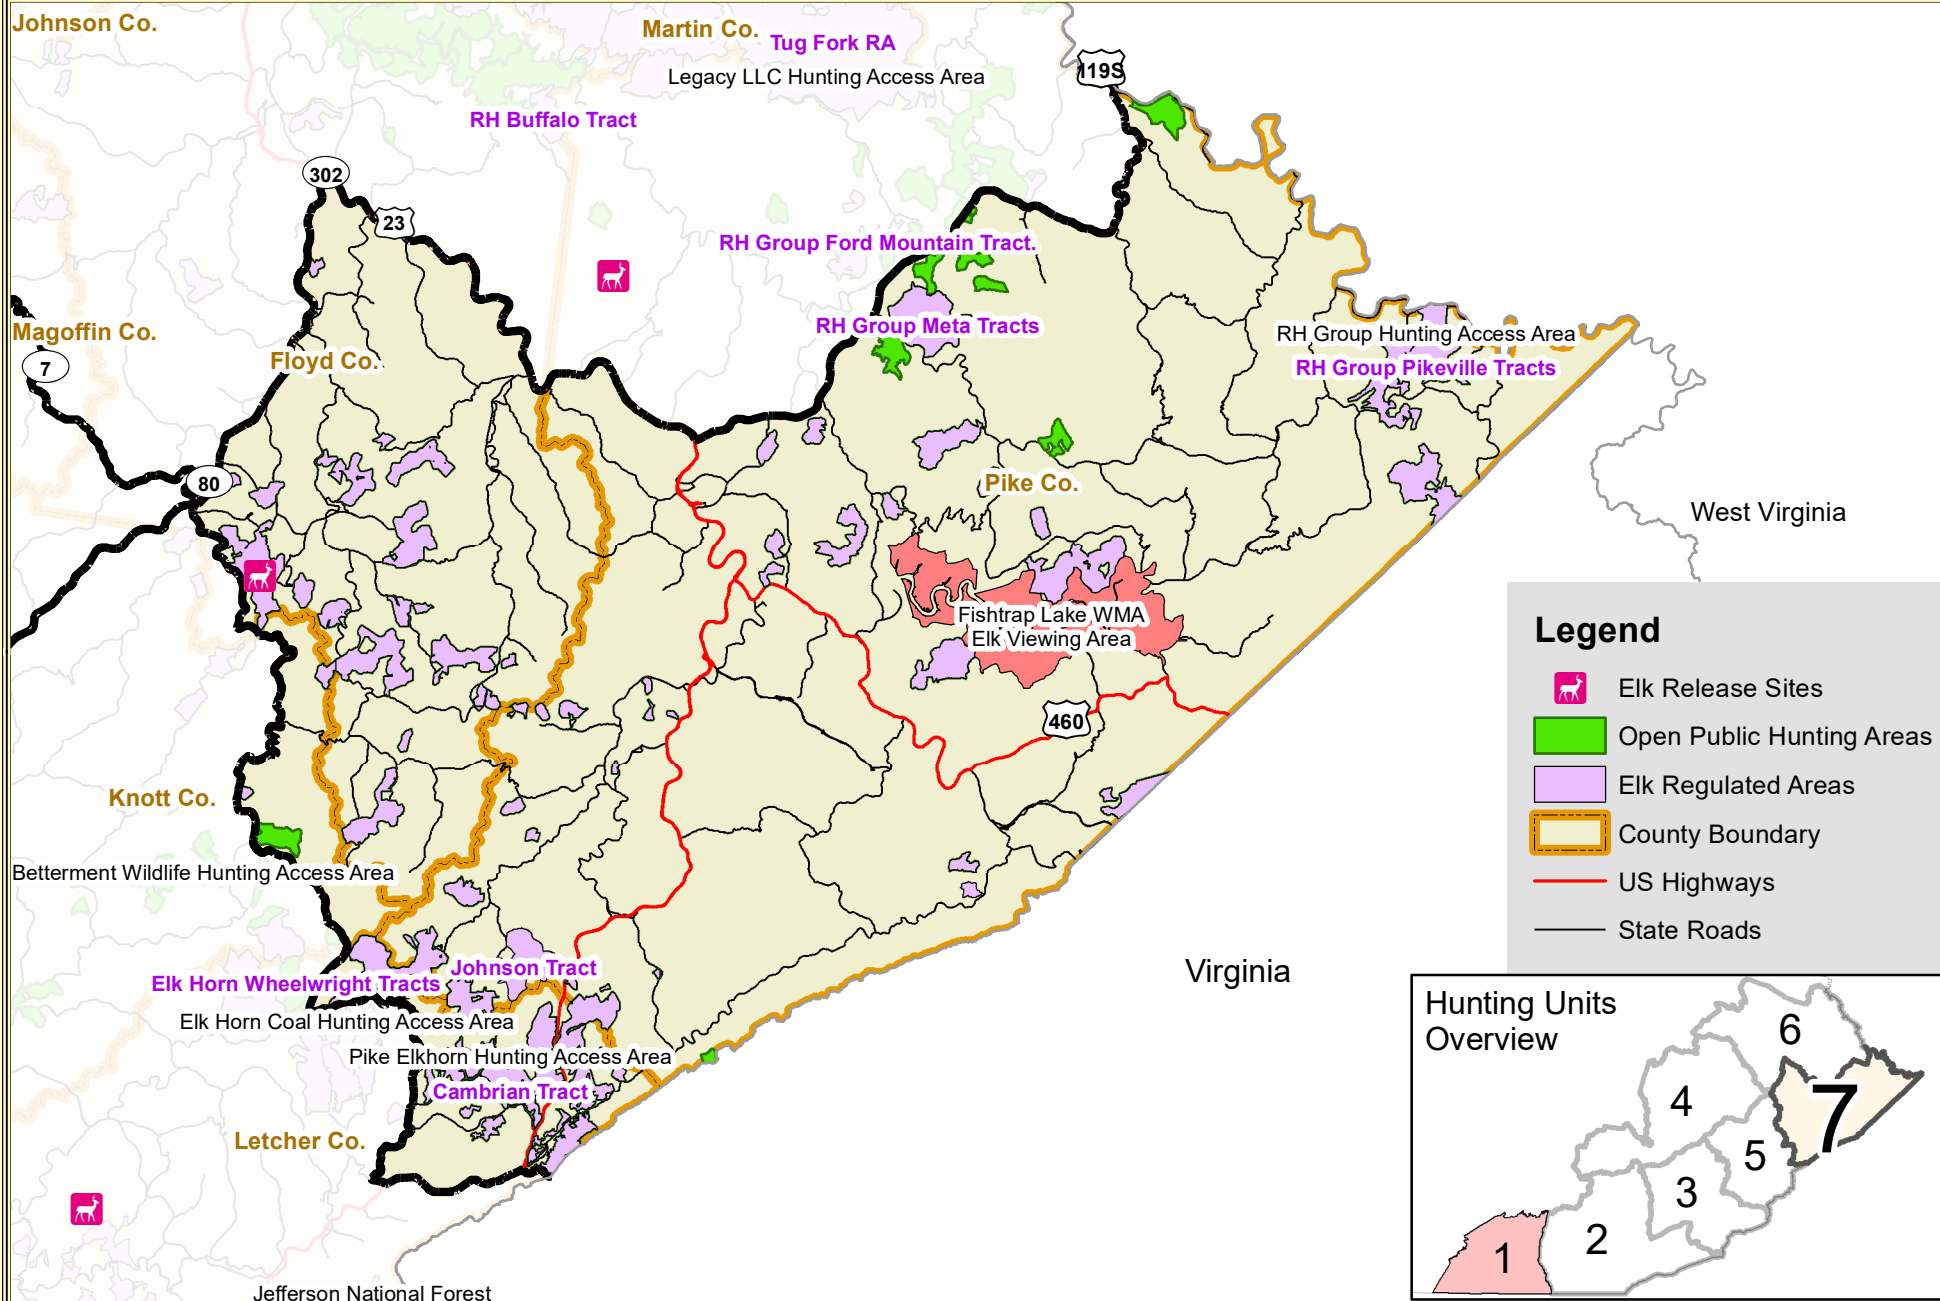 Johnson Co.
Martin Co.
Tug Fork RA
Legacy LLC Hunting Access Area
119S
RH Buffalo Tract
302
23
RH Group Ford Mountain Tract.
Magoffin Co.
7
Floyd Co.
RH Group Meta Tracts
RH Group Hunting Access Area
RH Group Pikeville Tracts
80
Pike Co.
West Virginia
Fishtrap Lake WMA
Elk Viewing Area
460
Knott Co.
Betterment Wildlife Hunting Access Area
Elk Horn Wheelwright Tracts
Johnson Tract
Virginia
Elk Horn Coal Hunting Access Area
Pike Elkhorn Hunting Access Area
Cambrian Tract
Letcher Co.
Jefferson National Forest
Legend
Elk Release Sites
Open Public Hunting Areas
Elk Regulated Areas
County Boundary
US Highways
State Roads
Hunting Units
Overview
6
4
7
5
3
2
1